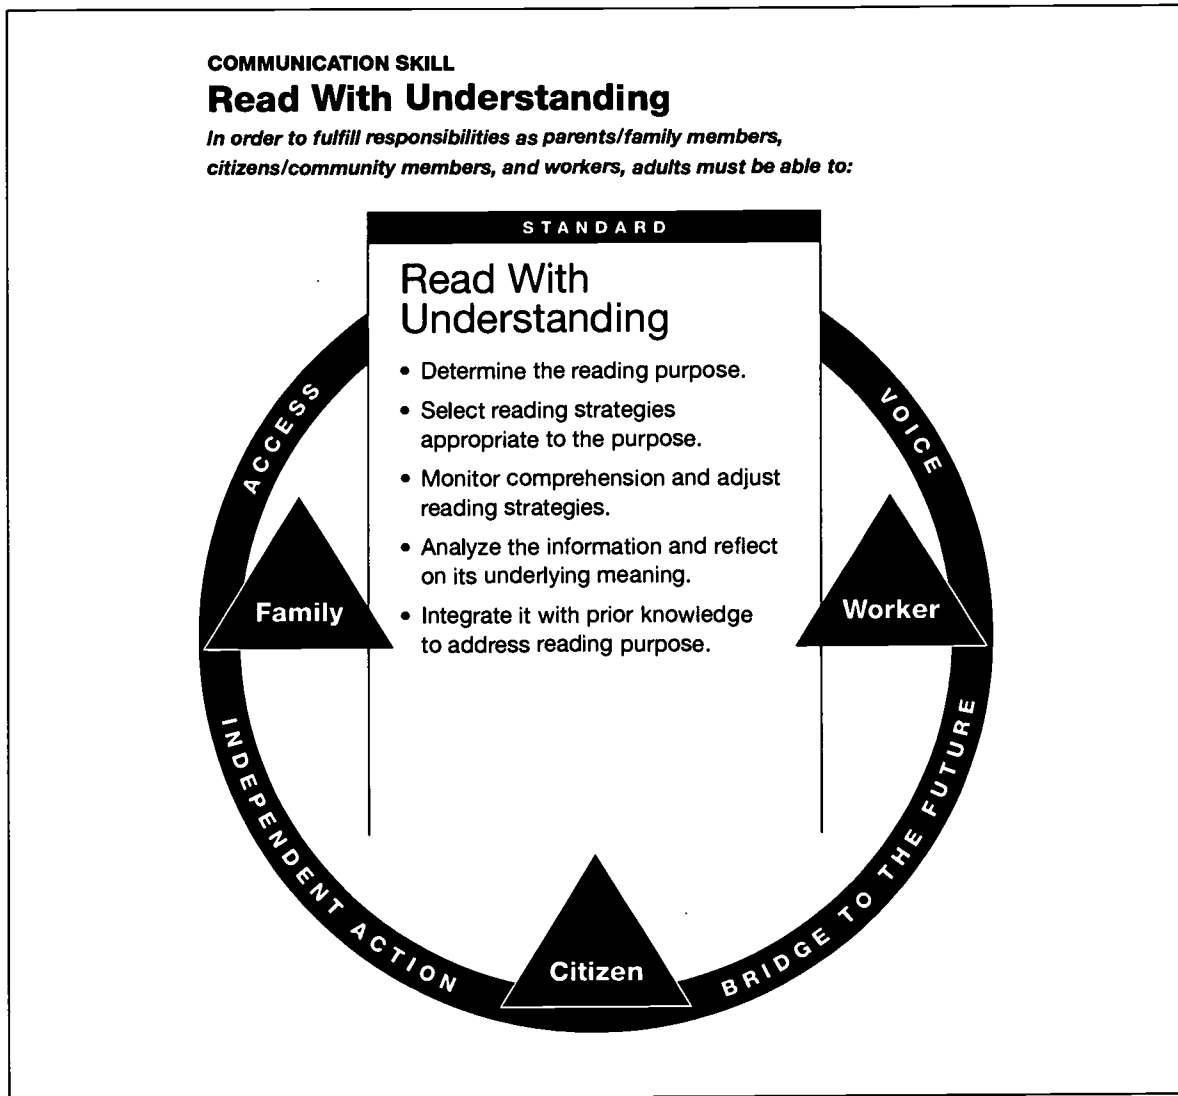 COMMUNICATION SKILL
Read With Understanding
In order to fulfill responsibilities as parents/family members,
citizens/community members, and workers, adults must be able to:
STANDARD
Read With
Understanding
• Determine the reading purpose.
• Select reading strategies
appropriate to the purpose.
• Monitor comprehension and adjust
reading strategies.
• Analyze the information and reflect
on its underlying meaning.
• Integrate it with prior knowledge
to address reading purpose.
ACCESS
VOICE
Family
Worker
INDEPENDENT ACTION
BRIDGE TO THE FUTURE
Citizen